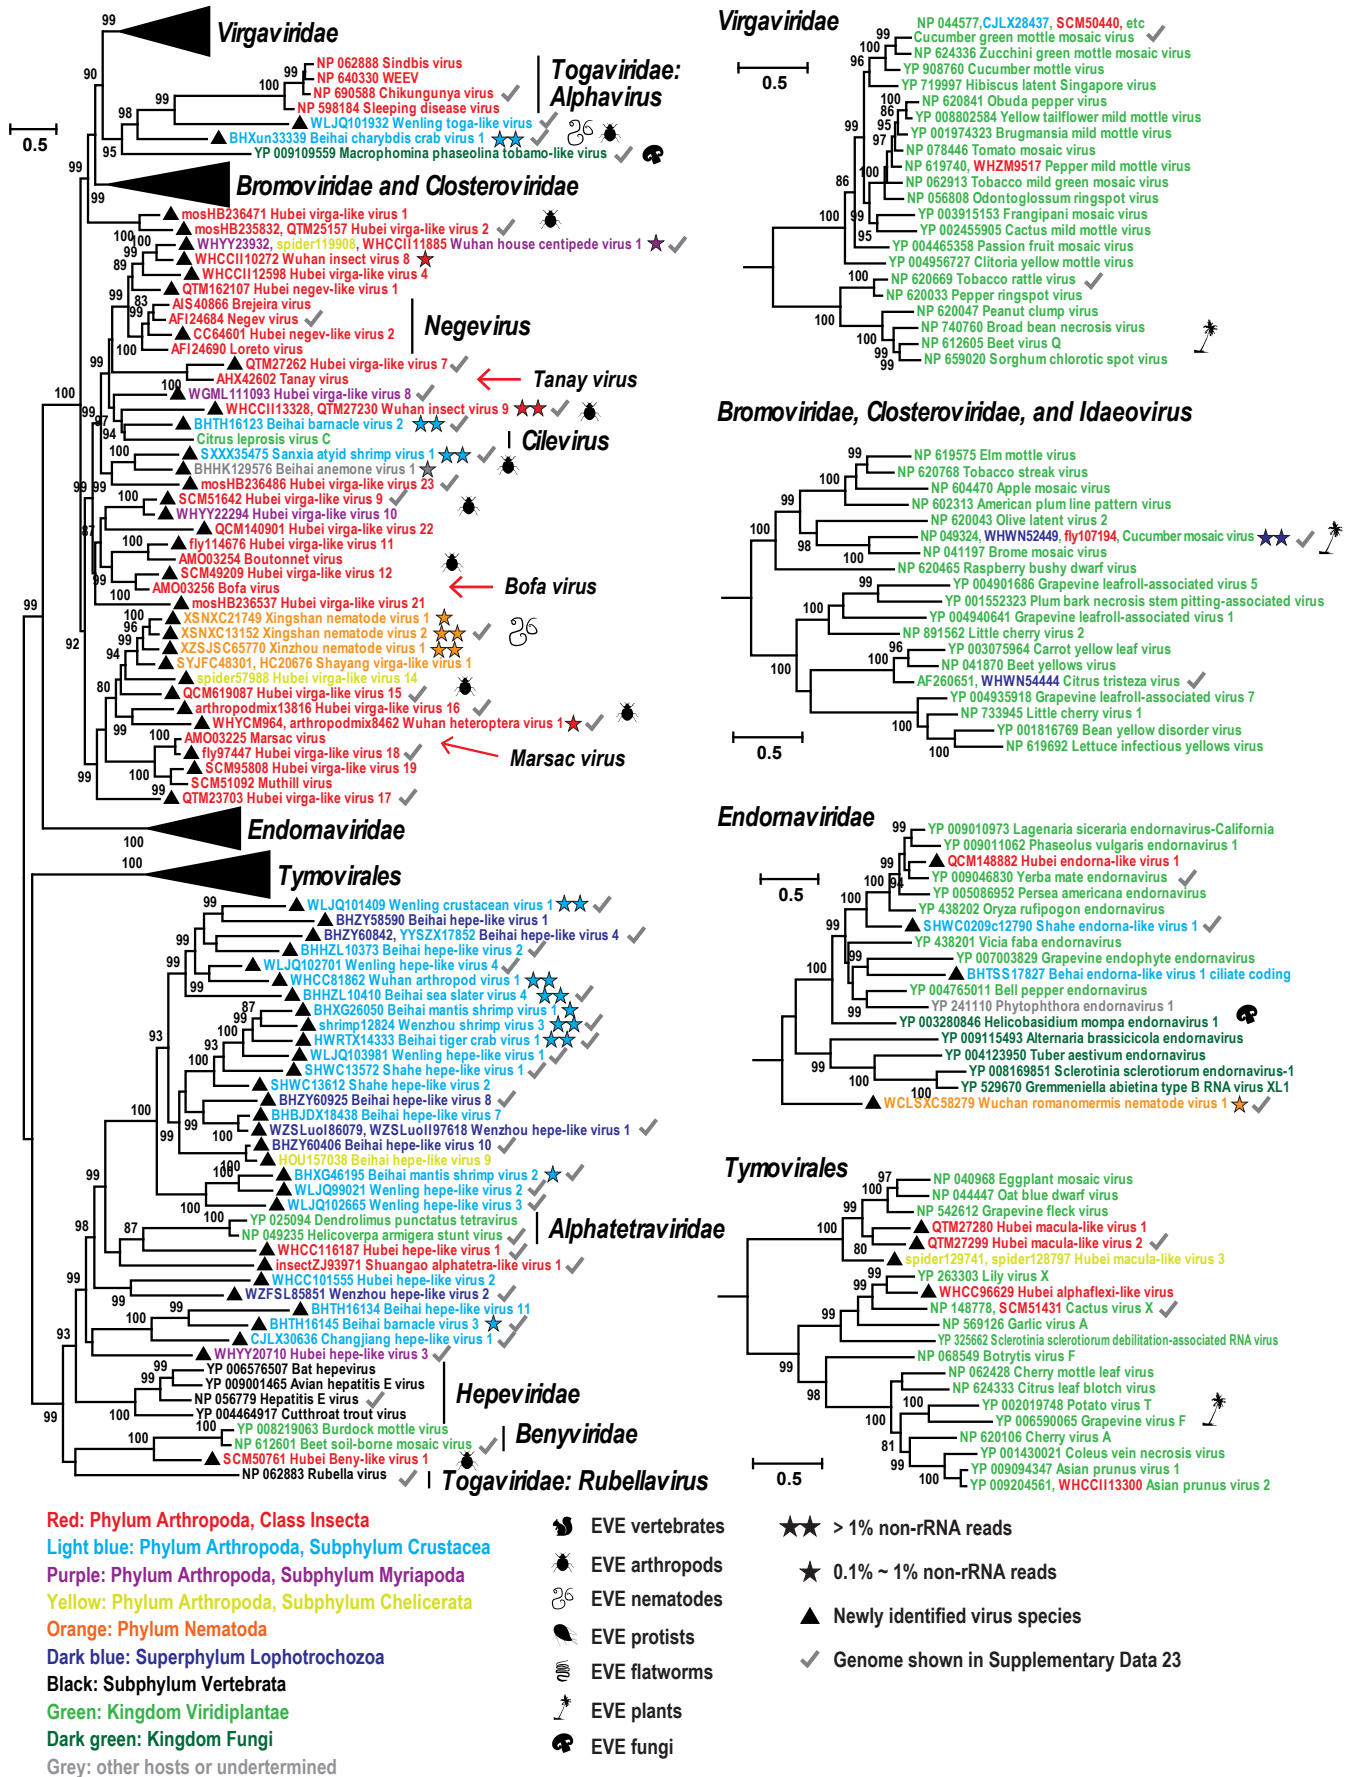 Virgaviridae
99
NP 062888 Sindbis virus
NP 640330 WEEV
NP 690588 Chikungunya virus
NP 598184 Sleeping disease virus
WLJQ101932 Wenling toga-like virus
BHXun33339 Beihai charybdis crab virus 1
YP 009109559 Macrophomina phaseolina tobamo-like virus
Togaviridae:
Alphavirus
90
99
100
99
98
95
0.5
Bromoviridae and Closteroviridae
99
mosHB236471 Hubei virga-like virus 1
mosHB235832, QTM25157 Hubei virga-like virus 2
WHYY23932, spider119908, WHCCII11885 Wuhan house centipede virus 1
WHCCII10272 Wuhan insect virus 8
WHCCII12598 Hubei virga-like virus 4
QTM162107 Hubei negev-like virus 1
AIS40866 Brejeira virus
AFI24684 Negev virus
CC64601 Hubei negev-like virus 2
AFI24690 Loreto virus
Negevirus
QTM27262 Hubei virga-like virus 7
AHX42602 Tanay virus
Tanay virus
WGML111093 Hubei virga-like virus 8
WHCCII13328, QTM27230 Wuhan insect virus 9
BHTH16123 Beihai barnacle virus 2
Citrus leprosis virus C
Cilevirus
SXXX35475 Sanxia atyid shrimp virus 1
BHHK129576 Beihai anemone virus 1
mosHB236486 Hubei virga-like virus 23
SCM51642 Hubei virga-like virus 9
WHYY22294 Hubei virga-like virus 10
QCM140901 Hubei virga-like virus 22
fly114676 Hubei virga-like virus 11
AMO03254 Boutonnet virus
SCM49209 Hubei virga-like virus 12
AMO03256 Bofa virus
Bofa virus
mosHB236537 Hubei virga-like virus 21
XSNXC21749 Xingshan nematode virus 1
XSNXC13152 Xingshan nematode virus 2
XZSJSC65770 Xinzhou nematode virus 1
SYJFC48301, HC20676 Shayang virga-like virus 1
spider57988 Hubei virga-like virus 14
QCM619087 Hubei virga-like virus 15
arthropodmix13816 Hubei virga-like virus 16
WHYCM964, arthropodmix8462 Wuhan heteroptera virus 1
AMO03225 Marsac virus
fly97447 Hubei virga-like virus 18
SCM95808 Hubei virga-like virus 19
SCM51092 Muthill virus
Marsac virus
QTM23703 Hubei virga-like virus 17
Endornaviridae
100
Tymovirales
100
WLJQ101409 Wenling crustacean virus 1
BHZY58590 Beihai hepe-like virus 1
BHZY60842, YYSZX17852 Beihai hepe-like virus 4
BHHZL10373 Beihai hepe-like virus 2
WLJQ102701 Wenling hepe-like virus 4
WHCC81862 Wuhan arthropod virus 1
BHHZL10410 Beihai sea slater virus 4
BHXG26050 Beihai mantis shrimp virus 1
shrimp12824 Wenzhou shrimp virus 3
HWRTX14333 Beihai tiger crab virus 1
WLJQ103981 Wenling hepe-like virus 1
SHWC13572 Shahe hepe-like virus 1
SHWC13612 Shahe hepe-like virus 2
BHZY60925 Beihai hepe-like virus 8
BHBJDX18438 Beihai hepe-like virus 7
WZSLuoI86079, WZSLuoII97618 Wenzhou hepe-like virus 1
BHZY60406 Beihai hepe-like virus 10
HOU157038 Beihai hepe-like virus 9
BHXG46195 Beihai mantis shrimp virus 2
WLJQ99021 Wenling hepe-like virus 2
WLJQ102665 Wenling hepe-like virus 3
YP 025094 Dendrolimus punctatus tetravirus
NP 049235 Helicoverpa armigera stunt virus
Alphatetraviridae
WHCC116187 Hubei hepe-like virus 1
insectZJ93971 Shuangao alphatetra-like virus 1
WHCC101555 Hubei hepe-like virus 2
WZFSL85851 Wenzhou hepe-like virus 2
BHTH16134 Beihai hepe-like virus 11
BHTH16145 Beihai barnacle virus 3
CJLX30636 Changjiang hepe-like virus 1
WHYY20710 Hubei hepe-like virus 3
YP 006576507 Bat hepevirus
YP 009001465 Avian hepatitis E virus
NP 056779 Hepatitis E virus
YP 004464917 Cutthroat trout virus
Hepeviridae
YP 008219063 Burdock mottle virus
NP 612601 Beet soil-borne mosaic virus
Benyviridae
SCM50761 Hubei Beny-like virus 1
NP 062883 Rubella virus
Togaviridae: Rubellavirus
Virgaviridae
0.5
NP 044577,CJLX28437, SCM50440, etc
Cucumber green mottle mosaic virus
NP 624336 Zucchini green mottle mosaic virus
YP 908760 Cucumber mottle virus
YP 719997 Hibiscus latent Singapore virus
NP 620841 Obuda pepper virus
YP 008802584 Yellow tailflower mild mottle virus
YP 001974323 Brugmansia mild mottle virus
NP 078446 Tomato mosaic virus
NP 619740, WHZM9517 Pepper mild mottle virus
NP 062913 Tobacco mild green mosaic virus
NP 056808 Odontoglossum ringspot virus
YP 003915153 Frangipani mosaic virus
YP 002455905 Cactus mild mottle virus
YP 004465358 Passion fruit mosaic virus
YP 004956727 Clitoria yellow mottle virus
NP 620669 Tobacco rattle virus
NP 620033 Pepper ringspot virus
NP 620047 Peanut clump virus
NP 740760 Broad bean necrosis virus
NP 612605 Beet virus Q
NP 659020 Sorghum chlorotic spot virus
Bromoviridae, Closteroviridae, and Idaeovirus
NP 619575 Elm mottle virus
NP 620768 Tobacco streak virus
NP 604470 Apple mosaic virus
NP 602313 American plum line pattern virus
NP 620043 Olive latent virus 2
NP 049324, WHWN52449, fly107194, Cucumber mosaic virus
NP 041197 Brome mosaic virus
NP 620465 Raspberry bushy dwarf virus
YP 004901686 Grapevine leafroll-associated virus 5
YP 001552323 Plum bark necrosis stem pitting-associated virus
YP 004940641 Grapevine leafroll-associated virus 1
NP 891562 Little cherry virus 2
YP 003075964 Carrot yellow leaf virus
NP 041870 Beet yellows virus
AF260651, WHWN54444 Citrus tristeza virus
YP 004935918 Grapevine leafroll-associated virus 7
NP 733945 Little cherry virus 1
YP 001816769 Bean yellow disorder virus
NP 619692 Lettuce infectious yellows virus
0.5
Endornaviridae
0.5
YP 009010973 Lagenaria siceraria endornavirus-California
YP 009011062 Phaseolus vulgaris endornavirus 1
QCM148882 Hubei endorna-like virus 1
YP 009046830 Yerba mate endornavirus
YP 005086952 Persea americana endornavirus
YP 438202 Oryza rufipogon endornavirus
SHWC0209c12790 Shahe endorna-like virus 1
YP 438201 Vicia faba endornavirus
YP 007003829 Grapevine endophyte endornavirus
BHTSS17827 Behai endorna-like virus 1 ciliate coding
YP 004765011 Bell pepper endornavirus
YP 241110 Phytophthora endornavirus 1
YP 003280846 Helicobasidium mompa endornavirus 1
YP 009115493 Alternaria brassicicola endornavirus
YP 004123950 Tuber aestivum endornavirus
YP 008169851 Sclerotinia sclerotiorum endornavirus-1
YP 529670 Gremmeniella abietina type B RNA virus XL1
WCLSXC58279 Wuchan romanomermis nematode virus 1
Tymovirales
NP 040968 Eggplant mosaic virus
NP 044447 Oat blue dwarf virus
NP 542612 Grapevine fleck virus
QTM27280 Hubei macula-like virus 1
QTM27299 Hubei macula-like virus 2
spider129741, spider128797 Hubei macula-like virus 3
YP 263303 Lily virus X
WHCC96629 Hubei alphaflexi-like virus
NP 148778, SCM51431 Cactus virus X
NP 569126 Garlic virus A
YP 325662 Sclerotinia sclerotiorum debilitation-associated RNA virus
NP 068549 Botrytis virus F
NP 062428 Cherry mottle leaf virus
NP 624333 Citrus leaf blotch virus
YP 002019748 Potato virus T
YP 006590065 Grapevine virus F
NP 620106 Cherry virus A
YP 001430021 Coleus vein necrosis virus
YP 009094347 Asian prunus virus 1
YP 009204561, WHCCII13300 Asian prunus virus 2
0.5
Red: Phylum Arthropoda, Class Insecta
Light blue: Phylum Arthropoda, Subphylum Crustacea
Purple: Phylum Arthropoda, Subphylum Myriapoda
Yellow: Phylum Arthropoda, Subphylum Chelicerata
Orange: Phylum Nematoda
Dark blue: Superphylum Lophotrochozoa
Black: Subphylum Vertebrata
Green: Kingdom Viridiplantae
Dark green: Kingdom Fungi
Grey: other hosts or undertermined
EVE vertebrates
EVE arthropods
EVE nematodes
EVE protists
EVE flatworms
EVE plants
EVE fungi
> 1% non-rRNA reads
0.1% ~ 1% non-rRNA reads
Newly identified virus species
Genome shown in Supplementary Data 23